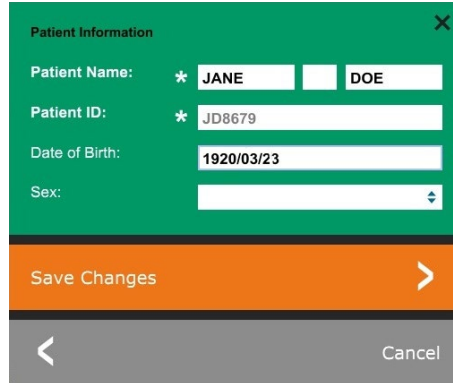 Patient Information
Patient Name: * JANE DOE
Patient ID: * JD8679
Date of Birth: 1920/03/23
Sex:
Save Changes
Cancel